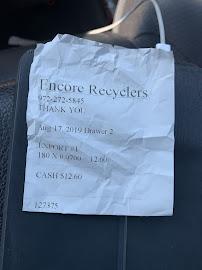 Encore Recyclers
972-272-5845
THANK YOU
Aug 17, 2019 Drawer 2
EXPORT #1
180 X 0.0700 12.60
CASH $12.60
127375